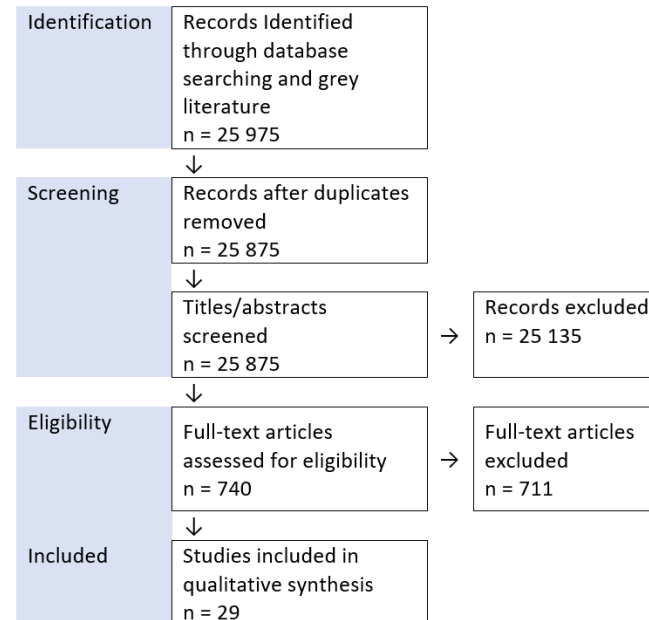 Identification
Records Identified
through database
searching and grey
literature
n = 25 975
↓
Screening
Records after duplicates
removed
n = 25 875
↓
Titles/abstracts
screened
n = 25 875
→
Records excluded
n = 25 135
↓
Eligibility
Full-text articles
assessed for eligibility
n = 740
→
Full-text articles
excluded
n = 711
↓
Included
Studies included in
qualitative synthesis
n = 29